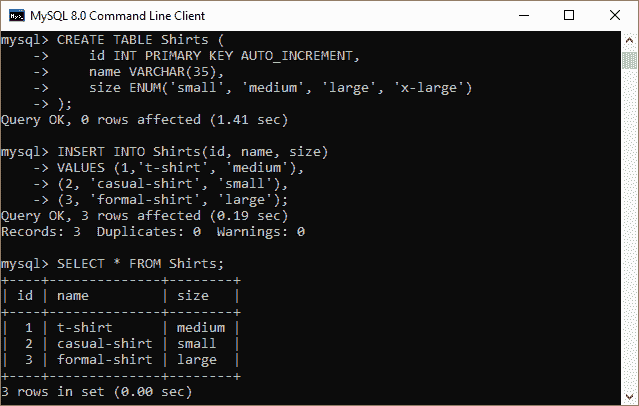 MySQL 8.0 Command Line Client
mysql> CREATE TABLE Shirts (
    ->     id INT PRIMARY KEY AUTO_INCREMENT,
    ->     name VARCHAR(35),
    ->     size ENUM('small', 'medium', 'large', 'x-large')
    -> );
Query OK, 0 rows affected (1.41 sec)

mysql> INSERT INTO Shirts(id, name, size)
    -> VALUES (1,'t-shirt', 'medium'),
    -> (2, 'casual-shirt', 'small'),
    -> (3, 'formal-shirt', 'large');
Query OK, 3 rows affected (0.19 sec)
Records: 3  Duplicates: 0  Warnings: 0

mysql> SELECT * FROM Shirts;
+----+--------------+--------+
| id | name         | size   |
+----+--------------+--------+
|  1 | t-shirt      | medium |
|  2 | casual-shirt | small  |
|  3 | formal-shirt | large  |
+----+--------------+--------+
3 rows in set (0.00 sec)